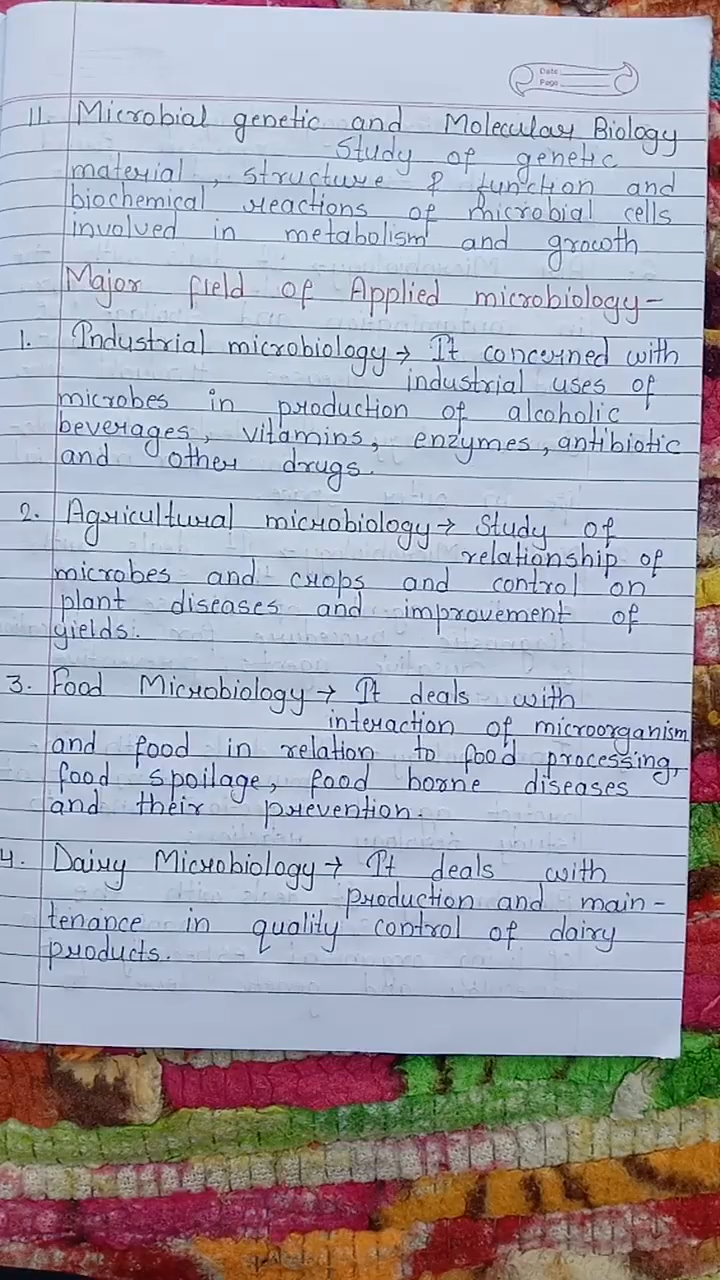 Date
Page
11. Microbial genetic and Molecular Biology
Study of genetic
material, structure & function and
biochemical reactions of microbial cells
involved in metabolism and growth
Major field of Applied microbiology-
1. Industrial microbiology → It concerned with
industrial uses of
microbes in production of alcoholic
beverages, vitamins, enzymes, antibiotic
and other drugs.
2. Agricultural microbiology → Study of
relationship of
microbes and crops and control on
plant diseases and improvement of
yields.
3. Food Microbiology → It deals with
interaction of microorganism
and food in relation to food processing,
food spoilage, food borne diseases
and their prevention.
4. Dairy Microbiology → It deals with
production and main-
tenance in quality control of dairy
products.